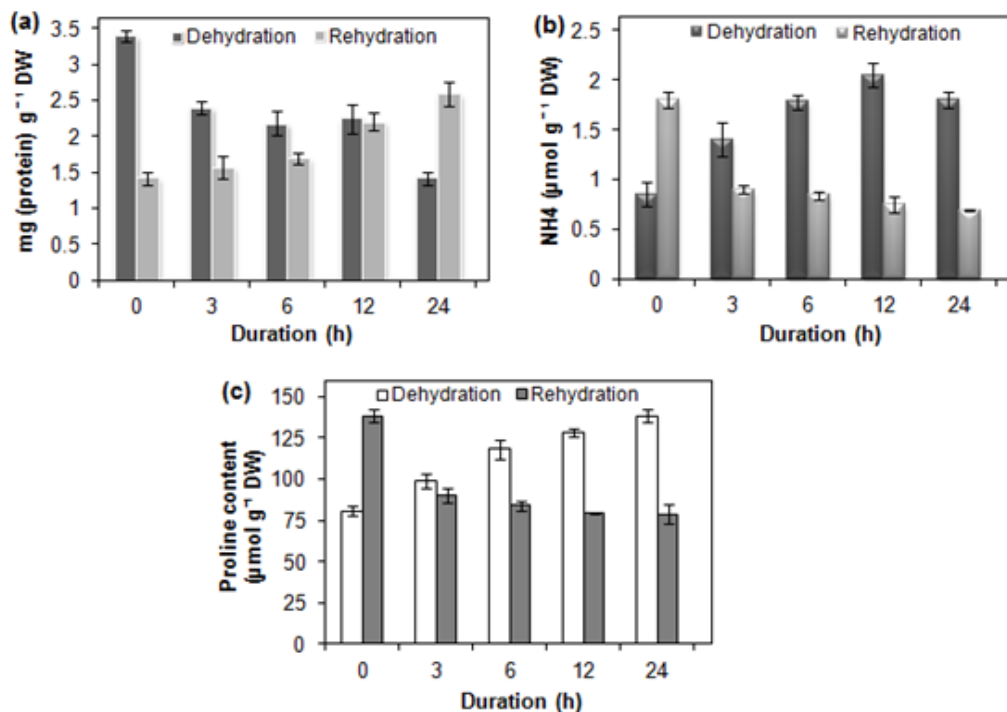 (a)
mg (protein) g⁻¹ DW
3.5
3
2.5
2
1.5
1
0.5
0
Dehydration Rehydration
0 3 6 12 24
Duration (h)
(b)
NH4 (µmol g⁻¹ DW)
2.5
2
1.5
1
0.5
0
Dehydration Rehydration
0 3 6 12 24
Duration (h)
(c)
Proline content
(µmol g⁻¹ DW)
150
125
100
75
50
25
0
Dehydration Rehydration
0 3 6 12 24
Duration (h)